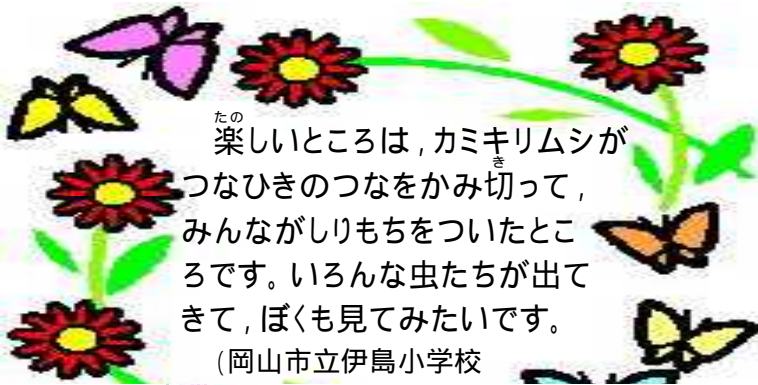 楽しいところは，カミキリムシが
つなひきのつなをかみ切って，
みんながしりもちをついたとこ
ろです。いろんな虫たちが出て
きて，ぼくも見てみたいです。
(岡山市立伊島小学校